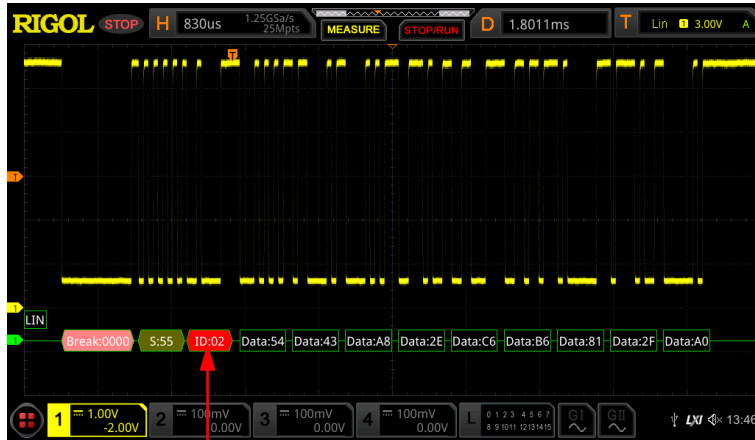 RIGOL STOP H 830us 1.25GSa/s 25Mpts MEASURE STOP/RUN D 1.8011ms T Lin 1 3.00V A
T
T
1
LIN
Break:0000 S:55 ID:02 Data:54 Data:43 Data:A8 Data:2E Data:C6 Data:B6 Data:81 Data:2F Data:A0
1
1 1.00V -2.00V 2 100mV 0.00V 3 100mV 0.00V 4 100mV 0.00V L 0 1 2 3 4 5 6 7 8 9 10 11 12 13 14 15 GI GII LXI 13:46